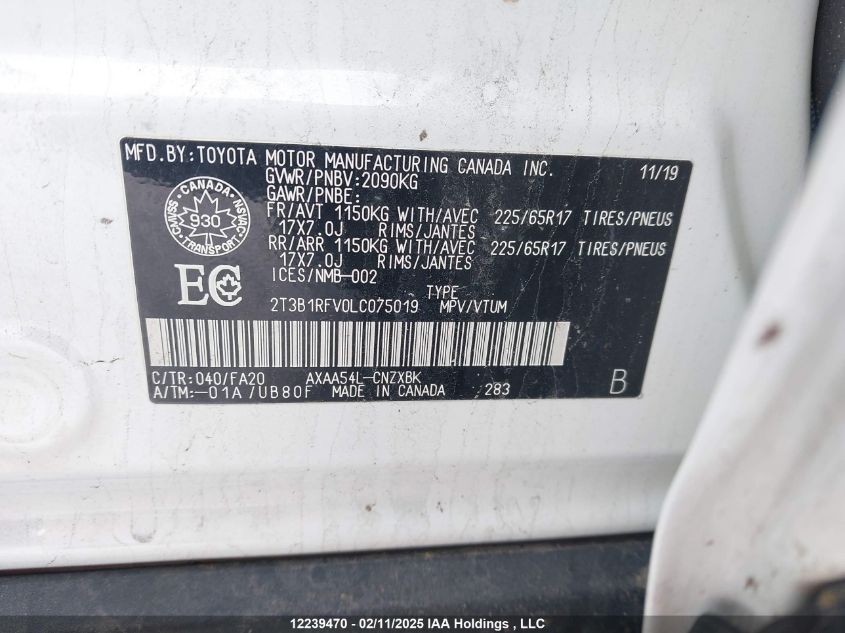 MFD.BY:TOYOTA MOTOR MANUFACTURING CANADA INC. 11/19
GVWR/PNBV:2090KG
GAWR/PNBE:
FR/AVT 1150KG WITH/AVEC 225/65R17 TIRES/PNEUS
17X7.0J RIMS/JANTES
RR/ARR 1150KG WITH/AVEC 225/65R17 TIRES/PNEUS
17X7.0J RIMS/JANTES
ICES/NMB-002
CANADA
930
TRANSPORT
CMVSS
NSVAC
EC
TYPE
2T3B1RFV0LC075019 MPV/VTUM
C/TR:040/FA20 AXAA54L-CNZXBK
A/TM:-01A/UB80F MADE IN CANADA 283 B
12239470 - 02/11/2025 IAA Holdings , LLC